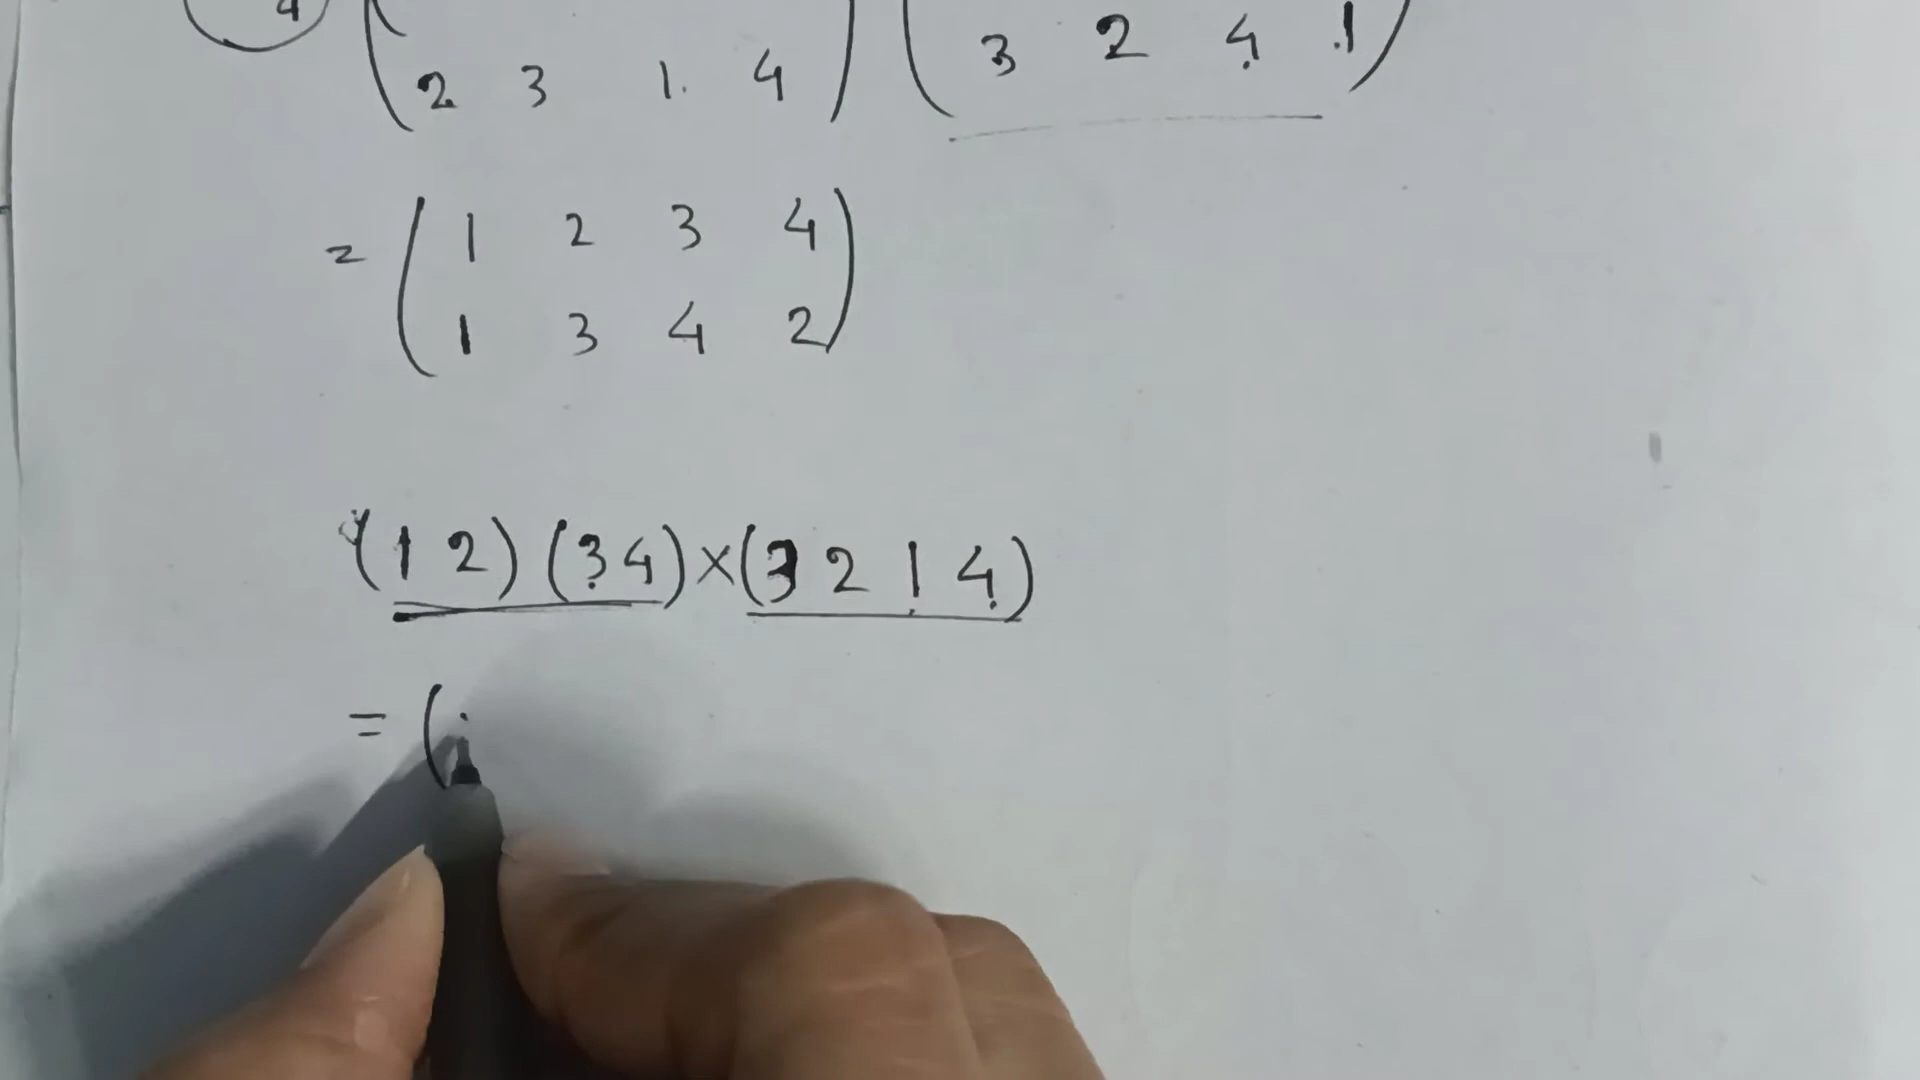 4
( 2 3 1 4 ) ( 3 2 4 1 )
= ( 1 2 3 4
1 3 4 2 )
(1 2) (3 4) × (3 2 1 4)
= (